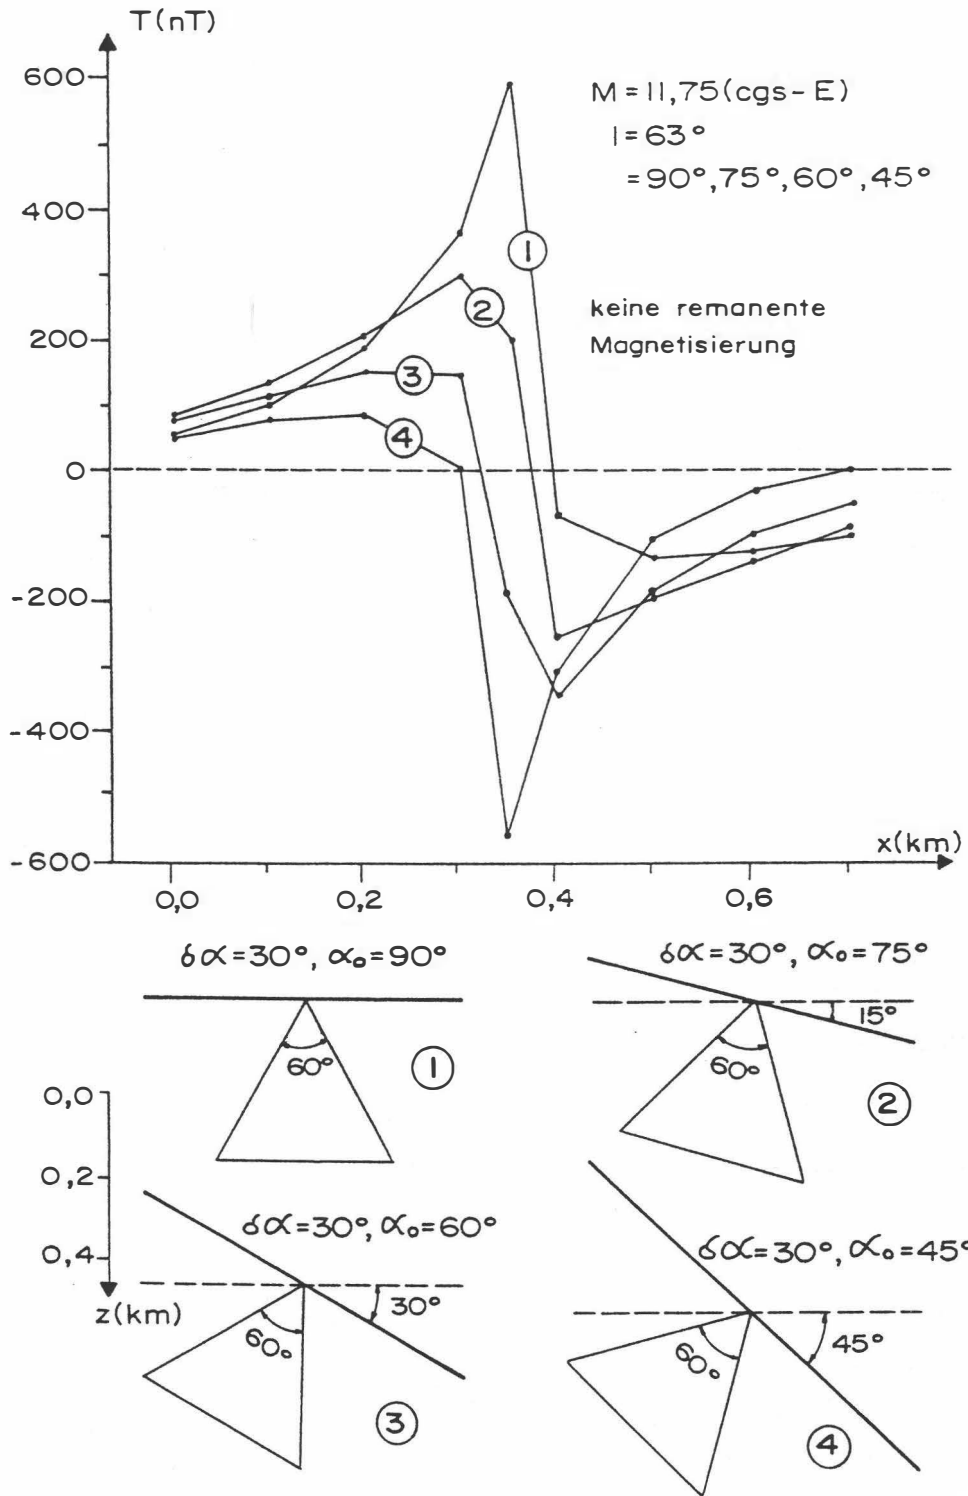 T(nT)
600
400
200
0
-200
-400
-600
M=11,75(cgs-E)
I=63°
=90°,75°,60°,45°
keine remanente
Magnetisierung
1
2
3
4
x(km)
0,0
0,2
0,4
0,6
δα=30°, α₀=90°
60°
1
δα=30°, α₀=75°
15°
60°
2
0,0
0,2
0,4
z(km)
δα=30°, α₀=60°
30°
60°
3
δα=30°, α₀=45°
45°
60°
4